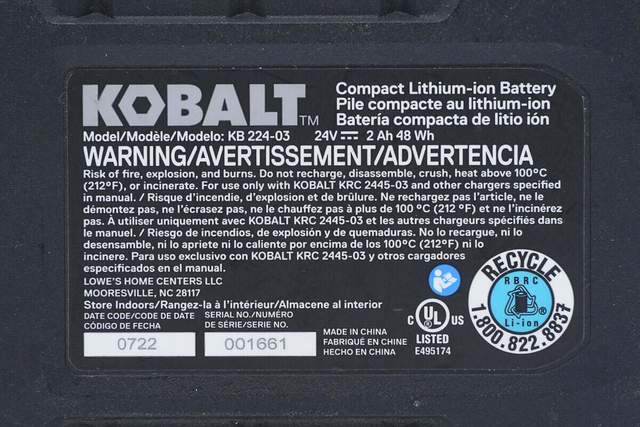 KOBALT™
Compact Lithium-ion Battery
Pile compacte au lithium-ion
Batería compacta de litio ión
Model/Modèle/Modelo: KB 224-03 24V 2 Ah 48 Wh
WARNING/AVERTISSEMENT/ADVERTENCIA
Risk of fire, explosion, and burns. Do not recharge, disassemble, crush, heat above 100°C
(212°F), or incinerate. For use only with KOBALT KRC 2445-03 and other chargers specified
in manual. / Risque d'incendie, d'explosion et de brûlure. Ne rechargez pas l'article, ne le
démontez pas, ne l'écrasez pas, ne le chauffez pas à plus de 100 °C (212 °F) et ne l'incinérez
pas. À utiliser uniquement avec KOBALT KRC 2445-03 et les autres chargeurs spécifiés dans
le manuel. / Riesgo de incendios, de explosión y de quemaduras. No lo recargue, ni lo
desensamble, ni lo apriete ni lo caliente por encima de los 100°C (212°F) ni lo
incinere. Para uso exclusivo con KOBALT KRC 2445-03 y otros cargadores
especificados en el manual.
LOWE'S HOME CENTERS LLC
MOORESVILLE, NC 28117
Store Indoors/Rangez-la à l'intérieur/Almacene al interior
DATE CODE/CODE DE DATE
CÓDIGO DE FECHA
0722
SERIAL NO./NUMÉRO
DE SÉRIE/SERIE NO.
001661
MADE IN CHINA
FABRIQUÉ EN CHINE
HECHO EN CHINA
C UL US
LISTED
E495174
RECYCLE
RBRC
Li-ion
1.800.822.8837